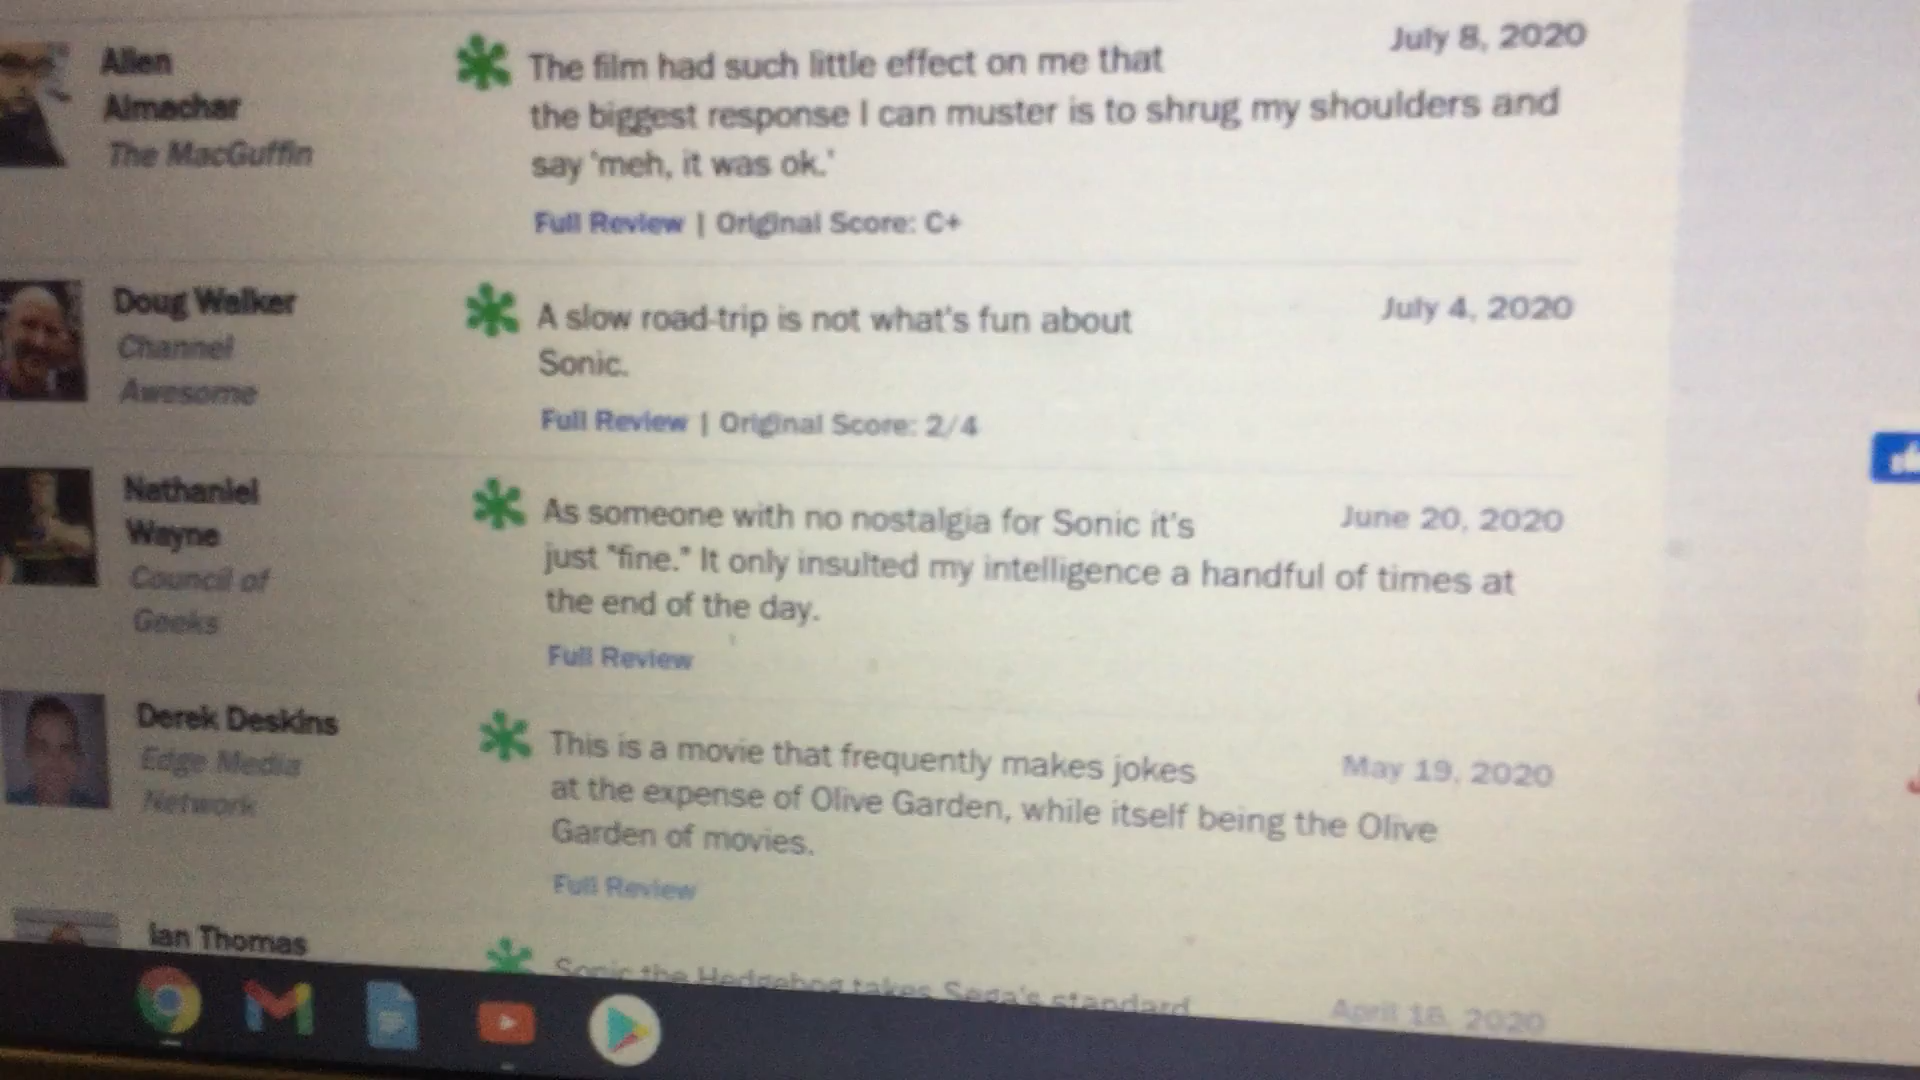 Allen
Almachar
The MacGuffin
July 8, 2020
The film had such little effect on me that
the biggest response I can muster is to shrug my shoulders and
say 'meh, it was ok.'
Full Review | Original Score: C+
Doug Walker
Channel
Awesome
July 4, 2020
A slow road-trip is not what's fun about
Sonic.
Full Review | Original Score: 2/4
Nathaniel
Wayne
Council of
Geeks
June 20, 2020
As someone with no nostalgia for Sonic it's
just "fine." It only insulted my intelligence a handful of times at
the end of the day.
Full Review
Derek Deskins
Edge Media
Network
May 19, 2020
This is a movie that frequently makes jokes
at the expense of Olive Garden, while itself being the Olive
Garden of movies.
Full Review
Ian Thomas
Sonic the Hedgehog takes Sega's standard
April 2020